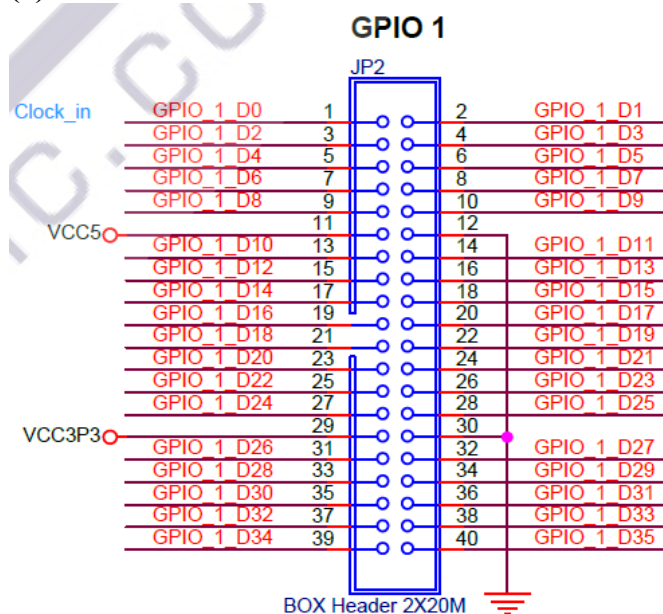 GPIO 1
JP2
Clock_in GPIO_1_D0 1 2 GPIO_1_D1
GPIO_1_D2 3 4 GPIO_1_D3
GPIO_1_D4 5 6 GPIO_1_D5
GPIO_1_D6 7 8 GPIO_1_D7
GPIO_1_D8 9 10 GPIO_1_D9
VCC5 11 12
GPIO_1_D10 13 14 GPIO_1_D11
GPIO_1_D12 15 16 GPIO_1_D13
GPIO_1_D14 17 18 GPIO_1_D15
GPIO_1_D16 19 20 GPIO_1_D17
GPIO_1_D18 21 22 GPIO_1_D19
GPIO_1_D20 23 24 GPIO_1_D21
GPIO_1_D22 25 26 GPIO_1_D23
GPIO_1_D24 27 28 GPIO_1_D25
VCC3P3 29 30
GPIO_1_D26 31 32 GPIO_1_D27
GPIO_1_D28 33 34 GPIO_1_D29
GPIO_1_D30 35 36 GPIO_1_D31
GPIO_1_D32 37 38 GPIO_1_D33
GPIO_1_D34 39 40 GPIO_1_D35
BOX Header 2X20M